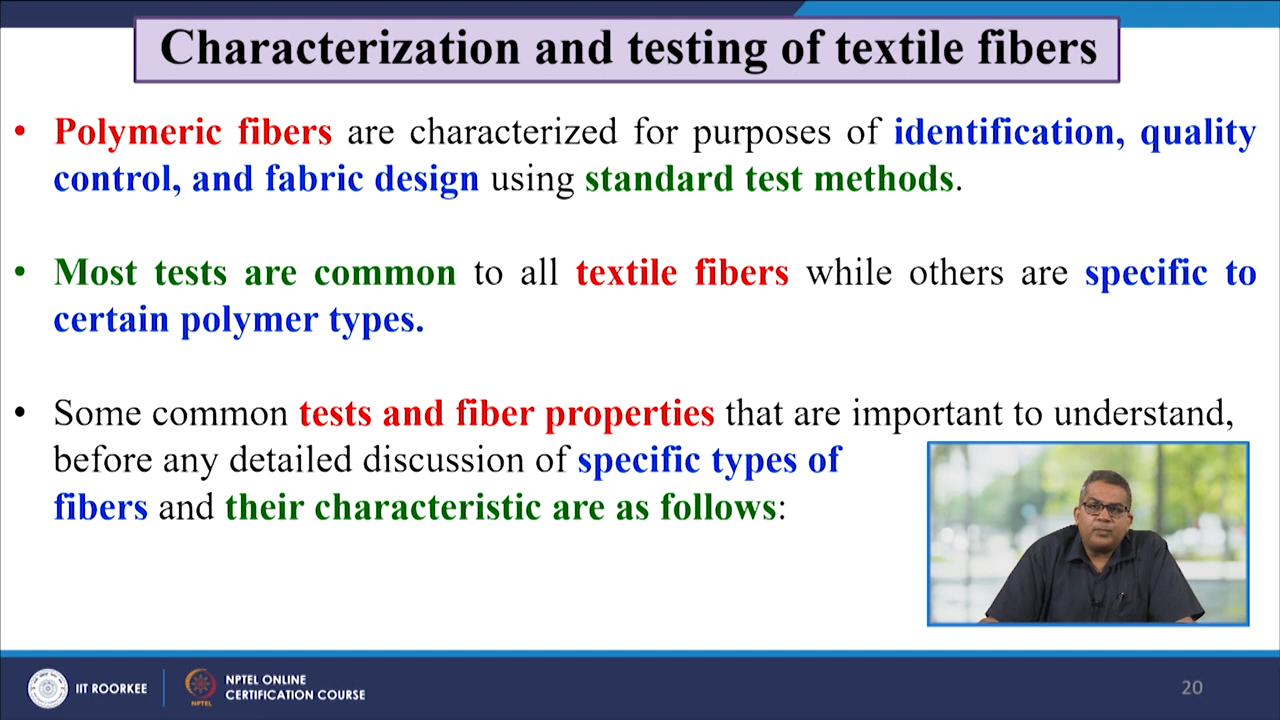 Characterization and testing of textile fibers
• Polymeric fibers are characterized for purposes of identification, quality
control, and fabric design using standard test methods.
• Most tests are common to all textile fibers while others are specific to
certain polymer types.
• Some common tests and fiber properties that are important to understand,
before any detailed discussion of specific types of
fibers and their characteristic are as follows:
IIT ROORKEE
NPTEL
NPTEL ONLINE
CERTIFICATION COURSE
20